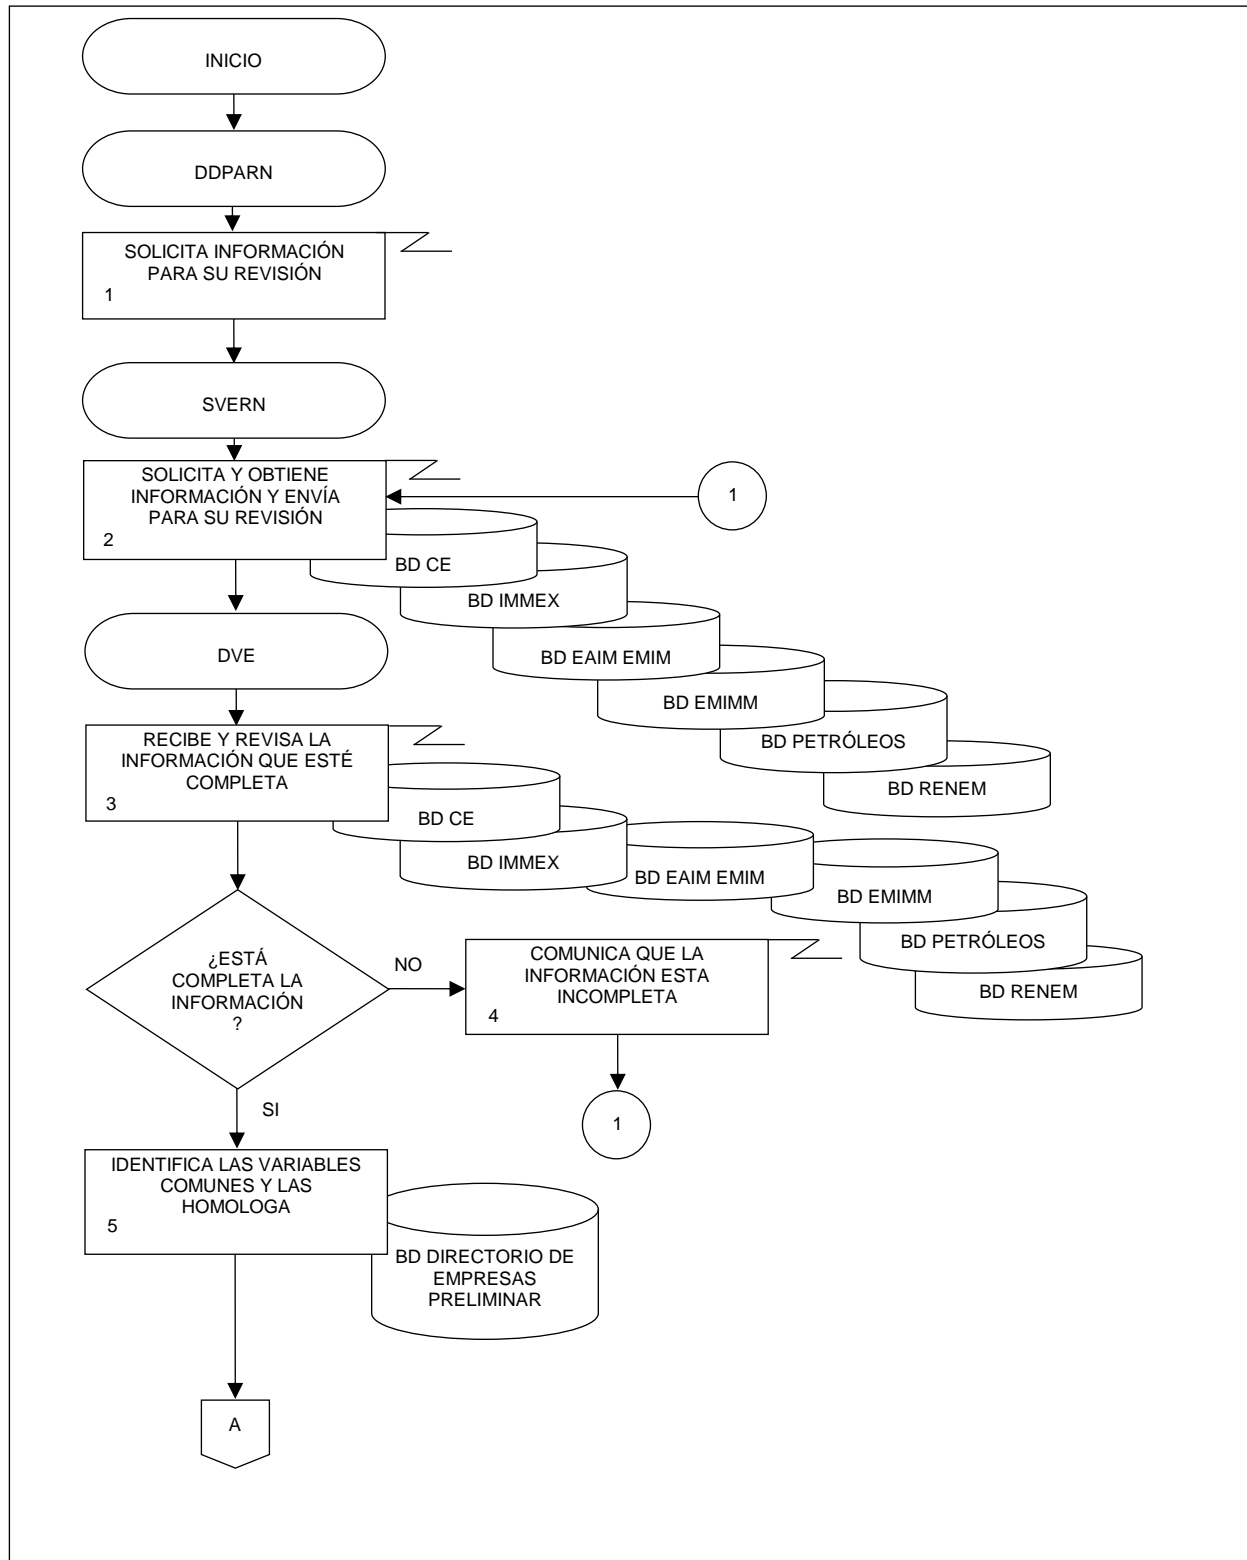 INICIO
DDPARN
SOLICITA INFORMACIÓN
PARA SU REVISIÓN
1
SVERN
SOLICITA Y OBTIENE
INFORMACIÓN Y ENVÍA
PARA SU REVISIÓN
2
1
BD CE
BD IMMEX
BD EAIM EMIM
BD EMIMM
BD PETRÓLEOS
BD RENEM
DVE
RECIBE Y REVISA LA
INFORMACIÓN QUE ESTÉ
COMPLETA
3
BD CE
BD IMMEX
BD EAIM EMIM
BD EMIMM
BD PETRÓLEOS
BD RENEM
¿ESTÁ
COMPLETA LA
INFORMACIÓN
?
NO
COMUNICA QUE LA
INFORMACIÓN ESTA
INCOMPLETA
4
1
SI
IDENTIFICA LAS VARIABLES
COMUNES Y LAS
HOMOLOGA
5
BD DIRECTORIO DE
EMPRESAS
PRELIMINAR
A